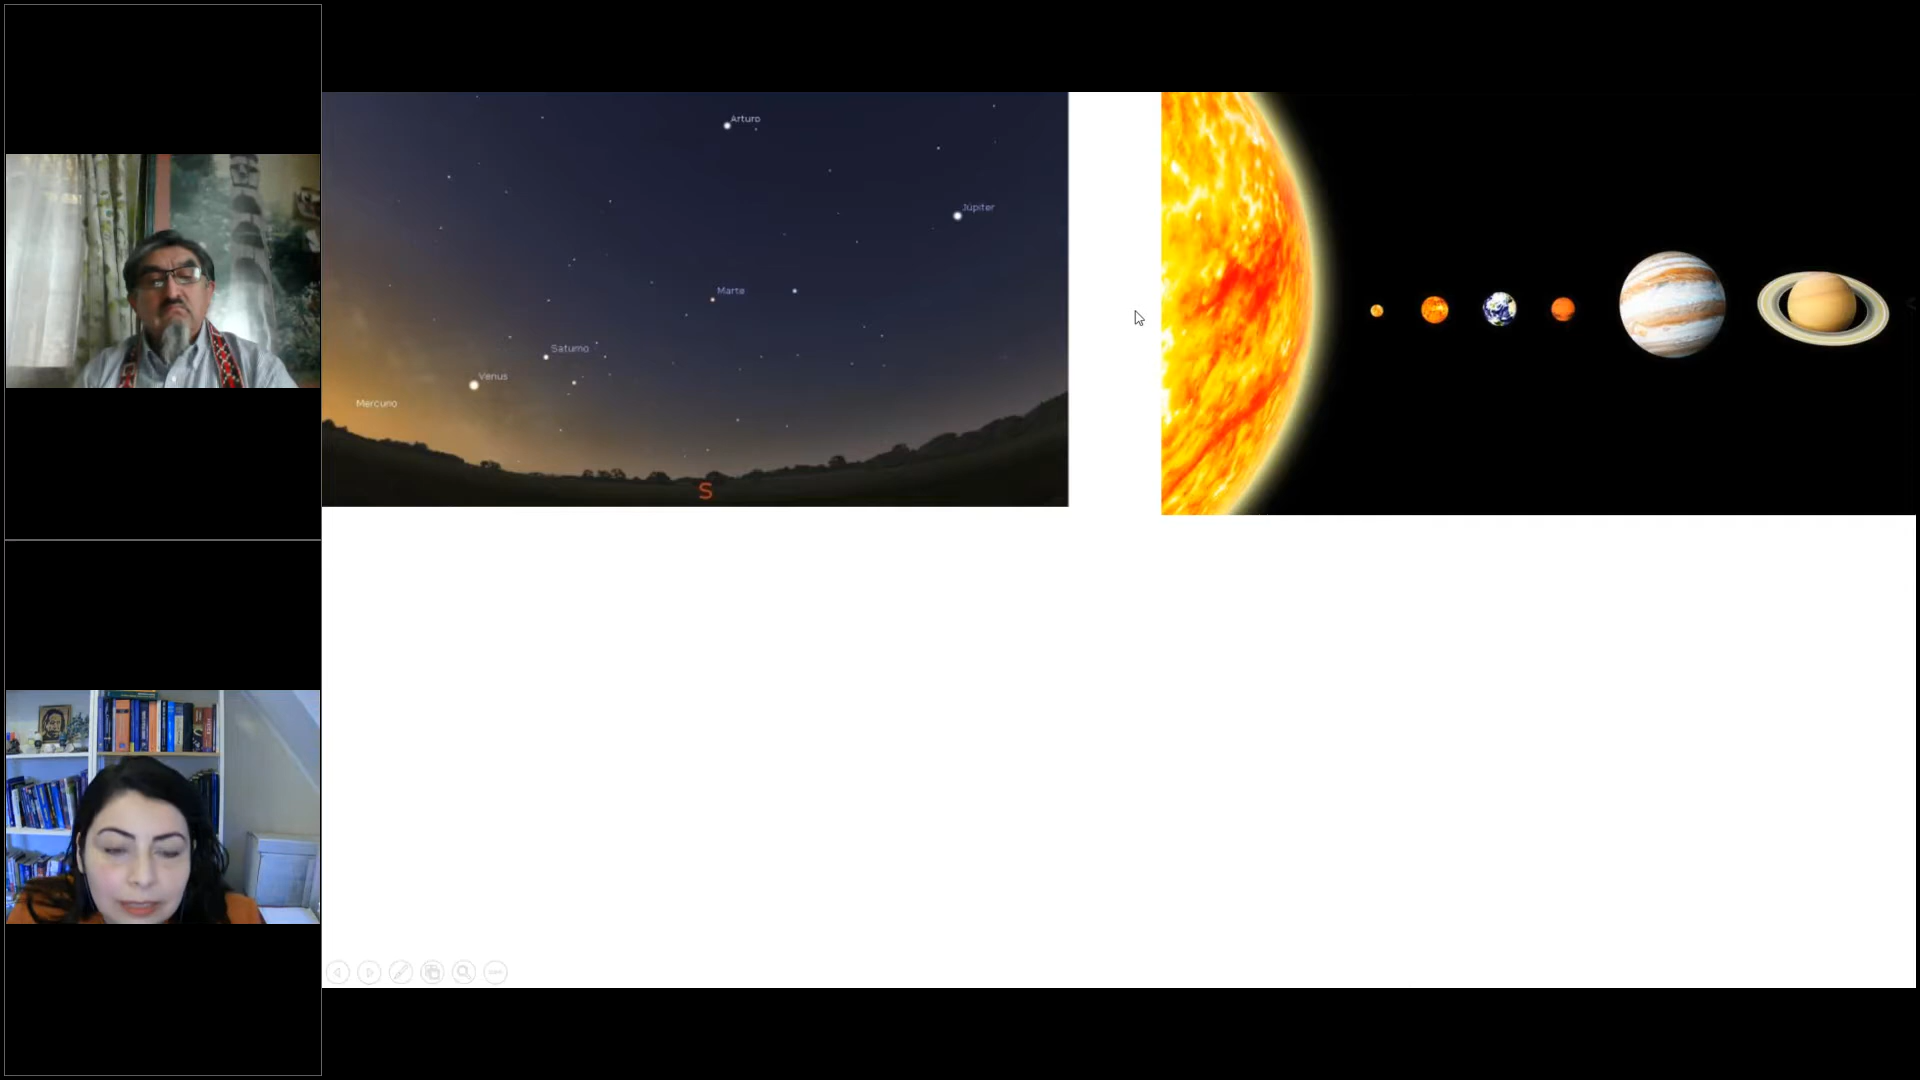 Arturo
Júpiter
Marte
Saturno
Venus
Mercurio
S